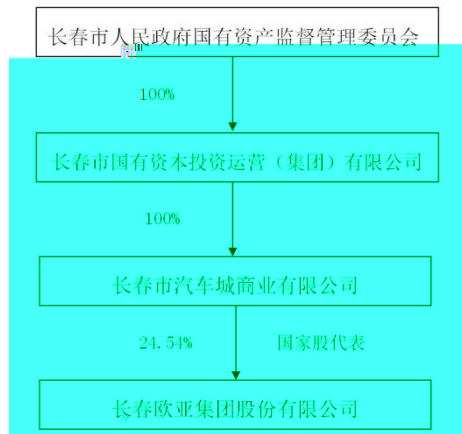 长春市人民政府国有资产监督管理委员会
100%
长春市国有资本投资运营（集团）有限公司
100%
长春市汽车城商业有限公司
24.54% 国家股代表
长春欧亚集团股份有限公司